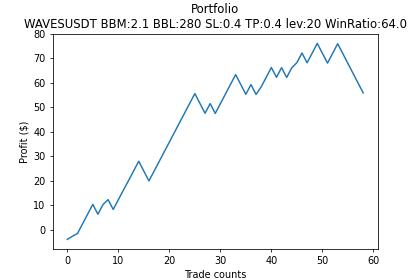 Portfolio
WAVESUSDT BBM:2.1 BBL:280 SL:0.4 TP:0.4 lev:20 WinRatio:64.0
80
70
60
50
40
30
20
10
0
Profit ($)
0 10 20 30 40 50 60
Trade counts